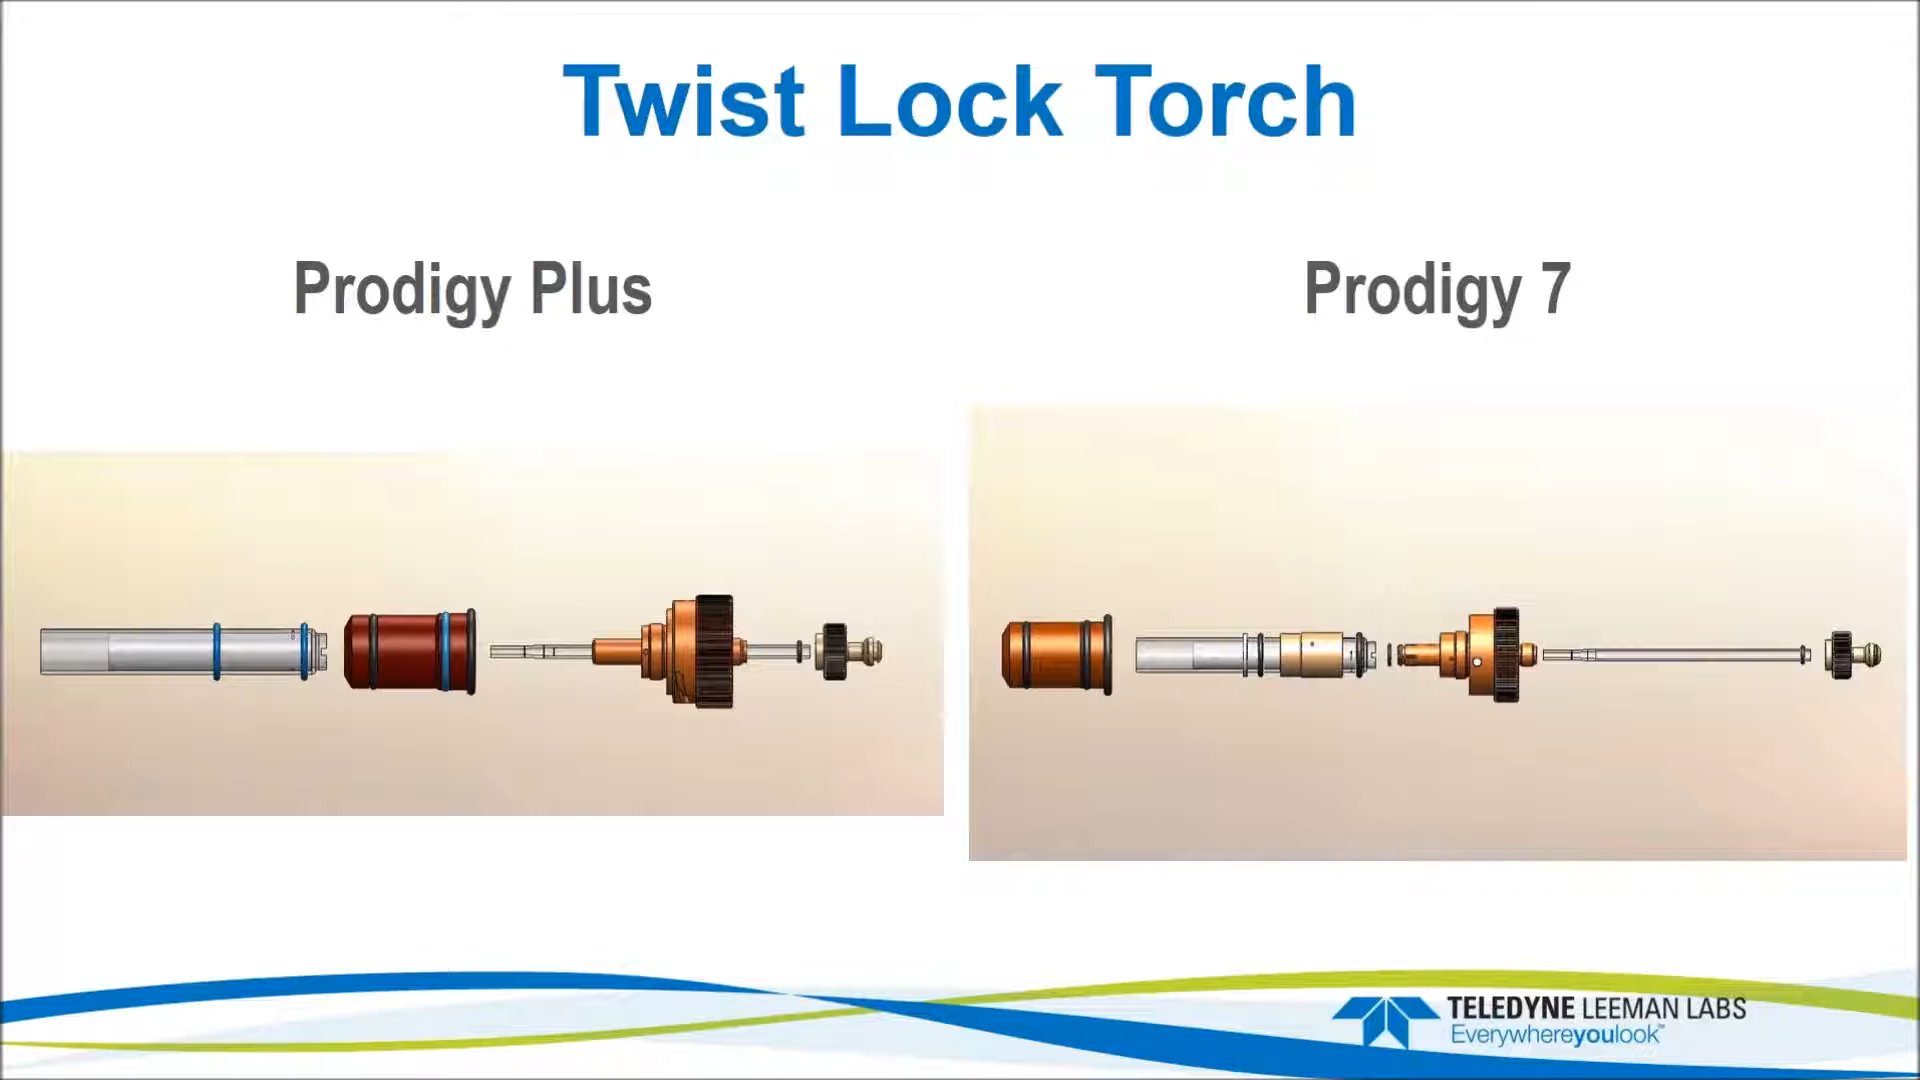 Twist Lock Torch
Prodigy Plus
Prodigy 7
TELEDYNE LEEMAN LABS
Everywhereyoulook™